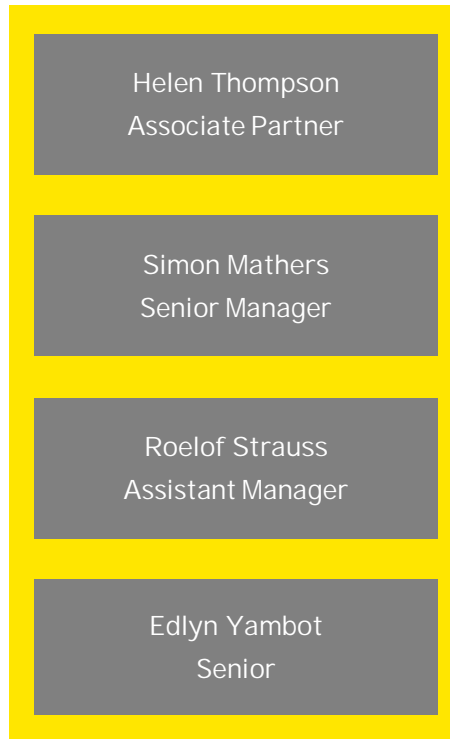 Helen Thompson
Associate Partner
Simon Mathers
Senior Manager
Roelof Strauss
Assistant Manager
Edlyn Yambot
Senior